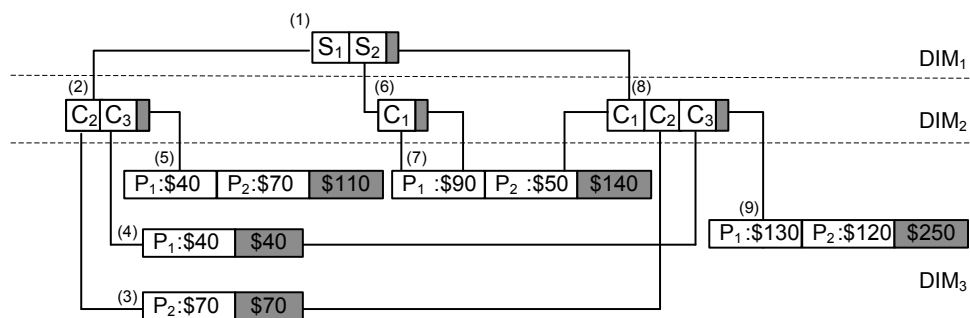 (1)
S₁ S₂
DIM₁
(2) (6) (8)
C₂ C₃ C₁ C₁ C₂ C₃
DIM₂
(5) (7)
P₁:$40 P₂:$70 $110 P₁ :$90 P₂ :$50 $140
(9)
P₁:$130 P₂:$120 $250
(4)
P₁:$40 $40
DIM₃
(3)
P₂:$70 $70